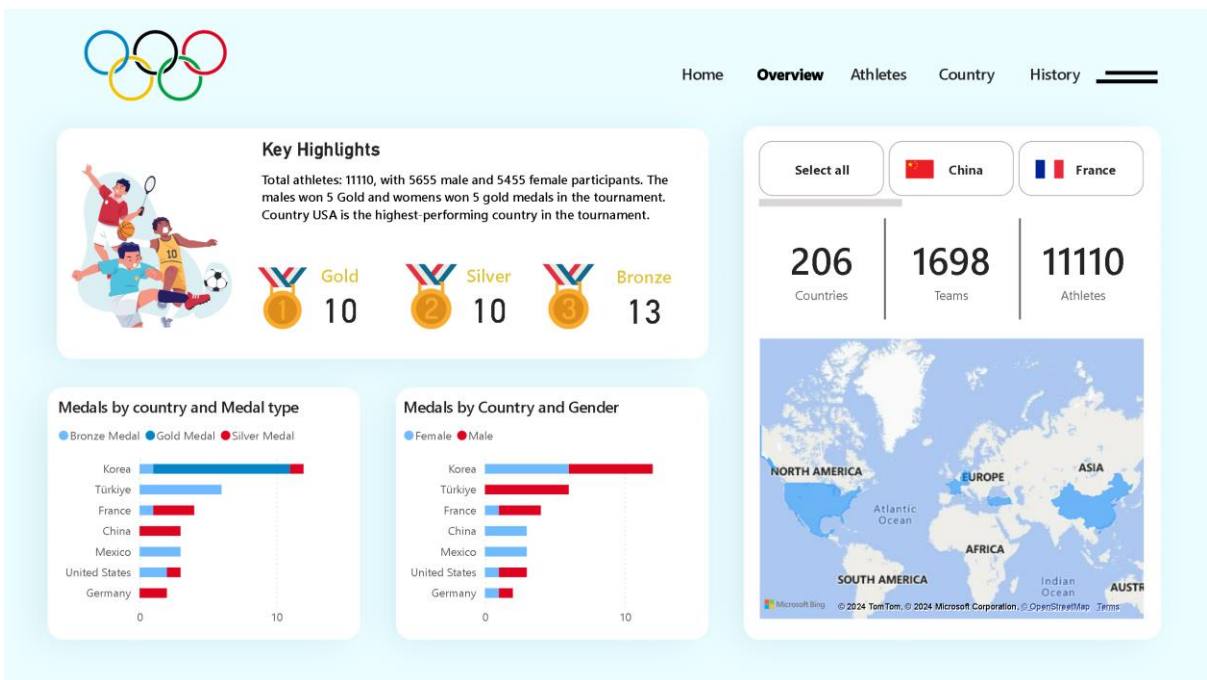 Home Overview Athletes Country History
Key Highlights
Total athletes: 11110, with 5655 male and 5455 female participants. The
males won 5 Gold and womens won 5 gold medals in the tournament.
Country USA is the highest-performing country in the tournament.
10
1 Gold 10
2 Silver 10
3 Bronze 13
Select all China France
206 1698 11110
Countries Teams Athletes
NORTH AMERICA
EUROPE
ASIA
Atlantic
Ocean
AFRICA
SOUTH AMERICA
Indian
Ocean
AUSTR
Microsoft Bing © 2024 TomTom, © 2024 Microsoft Corporation, © OpenStreetMap Terms
Medals by country and Medal type
Bronze Medal Gold Medal Silver Medal
Korea
Türkiye
France
China
Mexico
United States
Germany
0 10
Medals by Country and Gender
Female Male
Korea
Türkiye
France
China
Mexico
United States
Germany
0 10